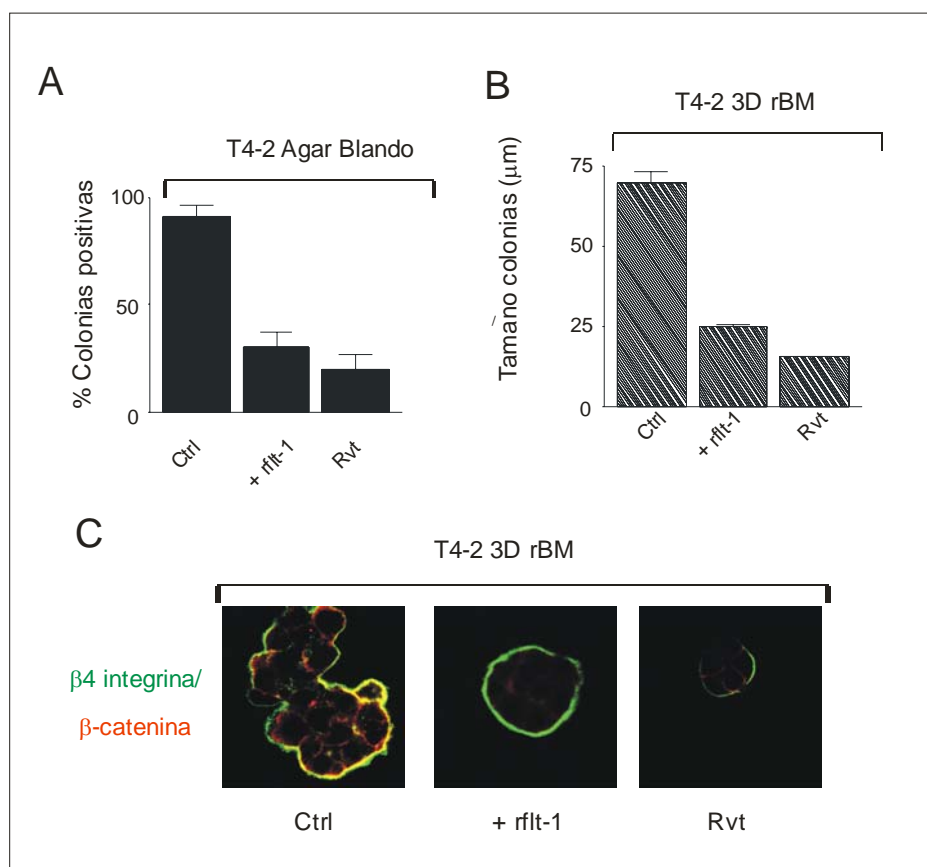 A
T4-2 Agar Blando
% Colonias positivas
100
50
0
Ctrl
+ rflt-1
Rvt
B
T4-2 3D rBM
Tamaño colonias (μm)
75
50
25
0
Ctrl
+ rflt-1
Rvt
C
T4-2 3D rBM
β4 integrina/
β-catenina
Ctrl
+ rflt-1
Rvt